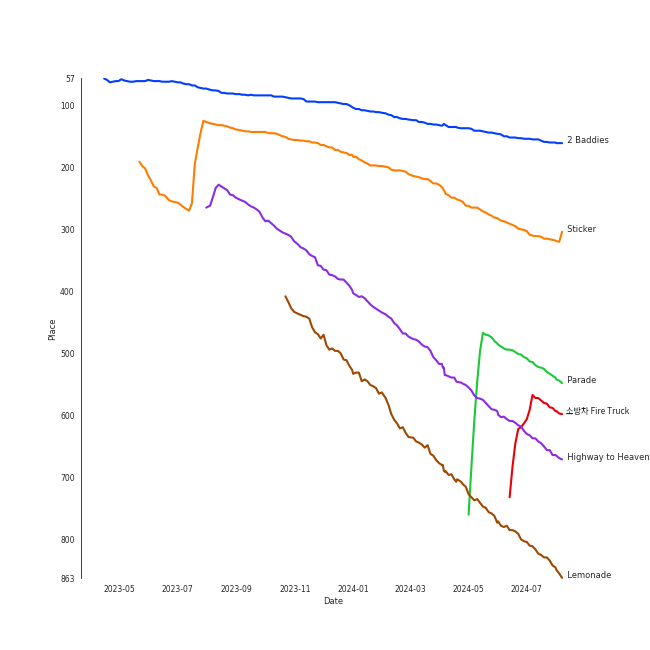 57
100
200
300
400
500
600
700
800
863
Place
2 Baddies
Sticker
Parade
소방차 Fire Truck
Highway to Heaven
Lemonade
2023-05
2023-07
2023-09
2023-11
2024-01
2024-03
2024-05
2024-07
Date